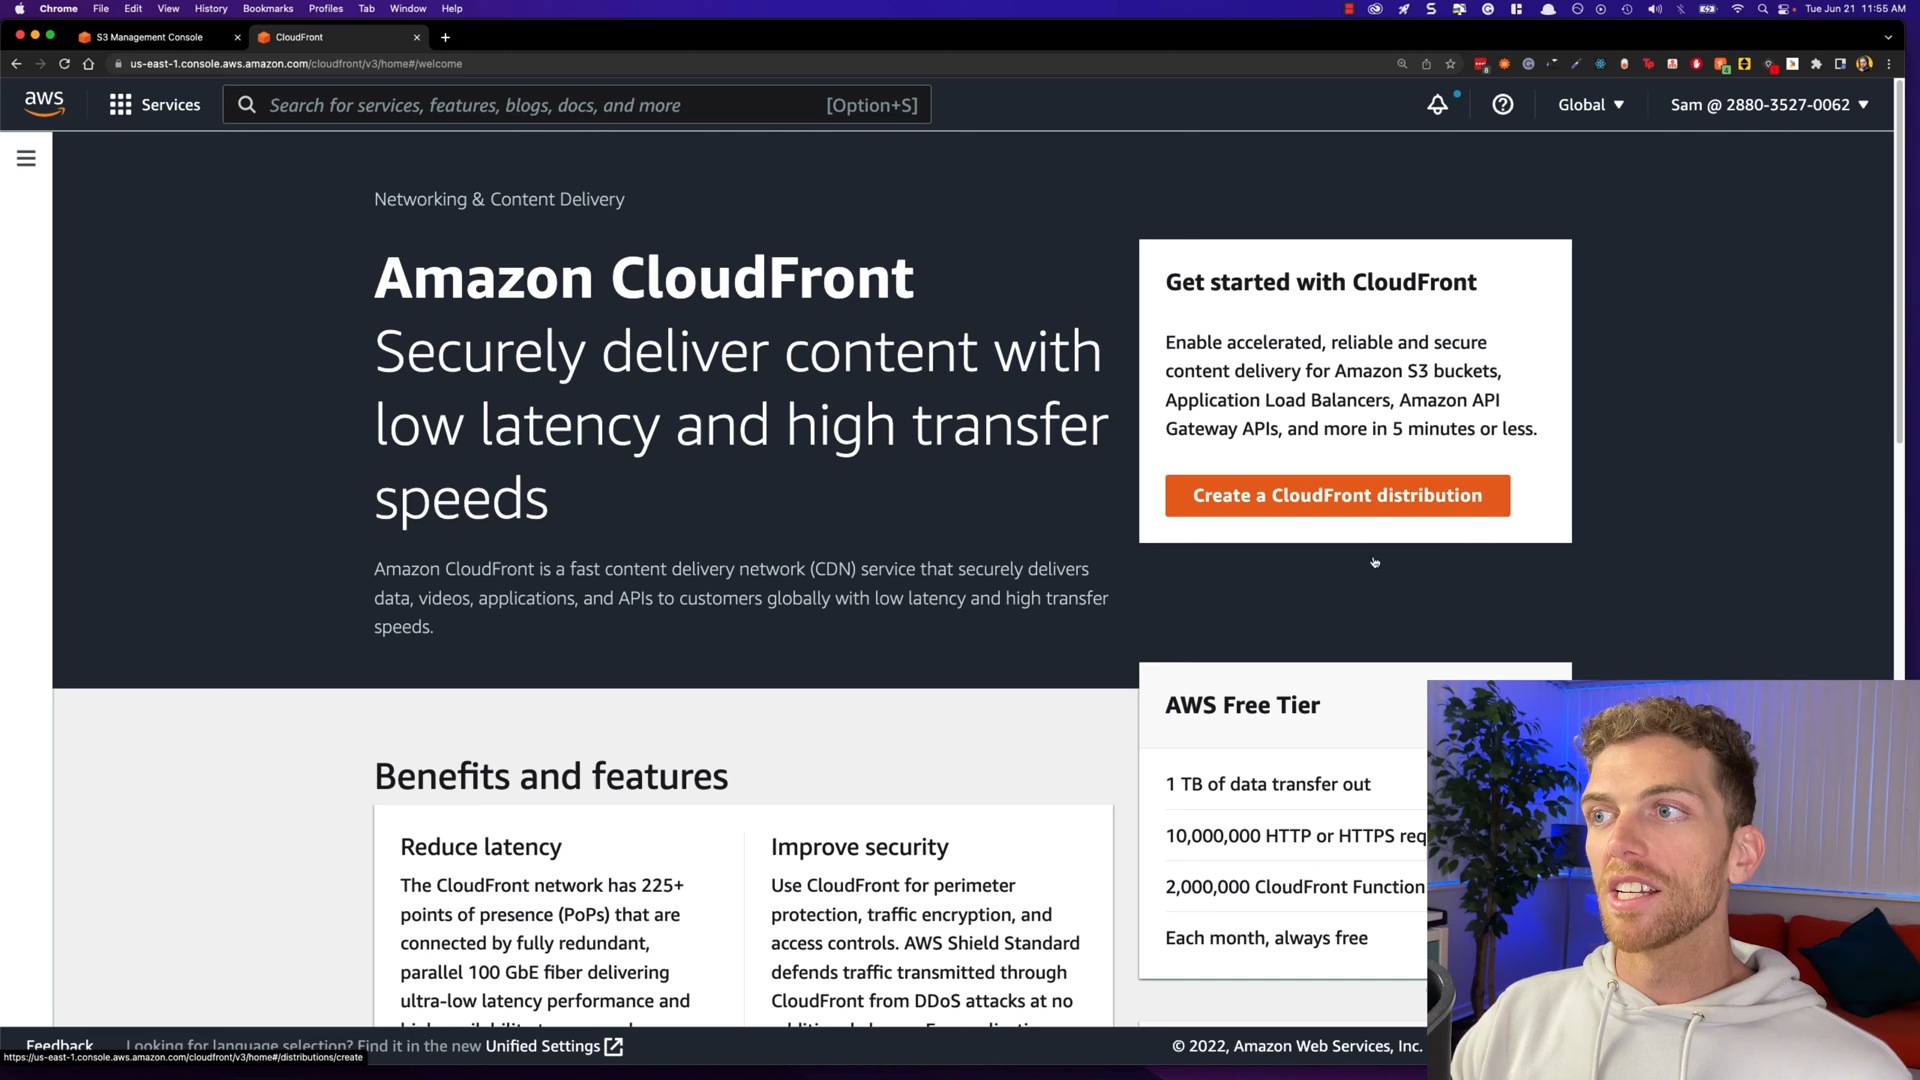 Chrome File Edit View History Bookmarks Profiles Tab Window Help
Tue Jun 21 11:55 AM
S3 Management Console
CloudFront
us-east-1.console.aws.amazon.com/cloudfront/v3/home#/welcome
aws
Services
Search for services, features, blogs, docs, and more
[Option+S]
Global
Sam @ 2880-3527-0062
Networking & Content Delivery
Amazon CloudFront
Securely deliver content with
low latency and high transfer
speeds
Amazon CloudFront is a fast content delivery network (CDN) service that securely delivers
data, videos, applications, and APIs to customers globally with low latency and high transfer
speeds.
Get started with CloudFront
Enable accelerated, reliable and secure
content delivery for Amazon S3 buckets,
Application Load Balancers, Amazon API
Gateway APIs, and more in 5 minutes or less.
Create a CloudFront distribution
AWS Free Tier
1 TB of data transfer out
10,000,000 HTTP or HTTPS req
2,000,000 CloudFront Function
Each month, always free
Benefits and features
Reduce latency
The CloudFront network has 225+
points of presence (PoPs) that are
connected by fully redundant,
parallel 100 GbE fiber delivering
ultra-low latency performance and
Improve security
Use CloudFront for perimeter
protection, traffic encryption, and
access controls. AWS Shield Standard
defends traffic transmitted through
CloudFront from DDoS attacks at no
Feedback
Looking for language selection? Find it in the new Unified Settings
© 2022, Amazon Web Services, Inc.
https://us-east-1.console.aws.amazon.com/cloudfront/v3/home#/distributions/create